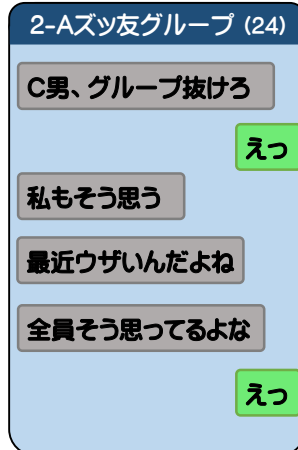 2-Aズッ友グループ (24)
C男、グループ抜けろ
えっ
私もそう思う
最近ウザいんだよね
全員そう思ってるよな
えっ